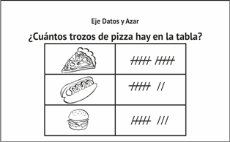 Eje Datos y Azar
¿Cuántos trozos de pizza hay en la tabla?